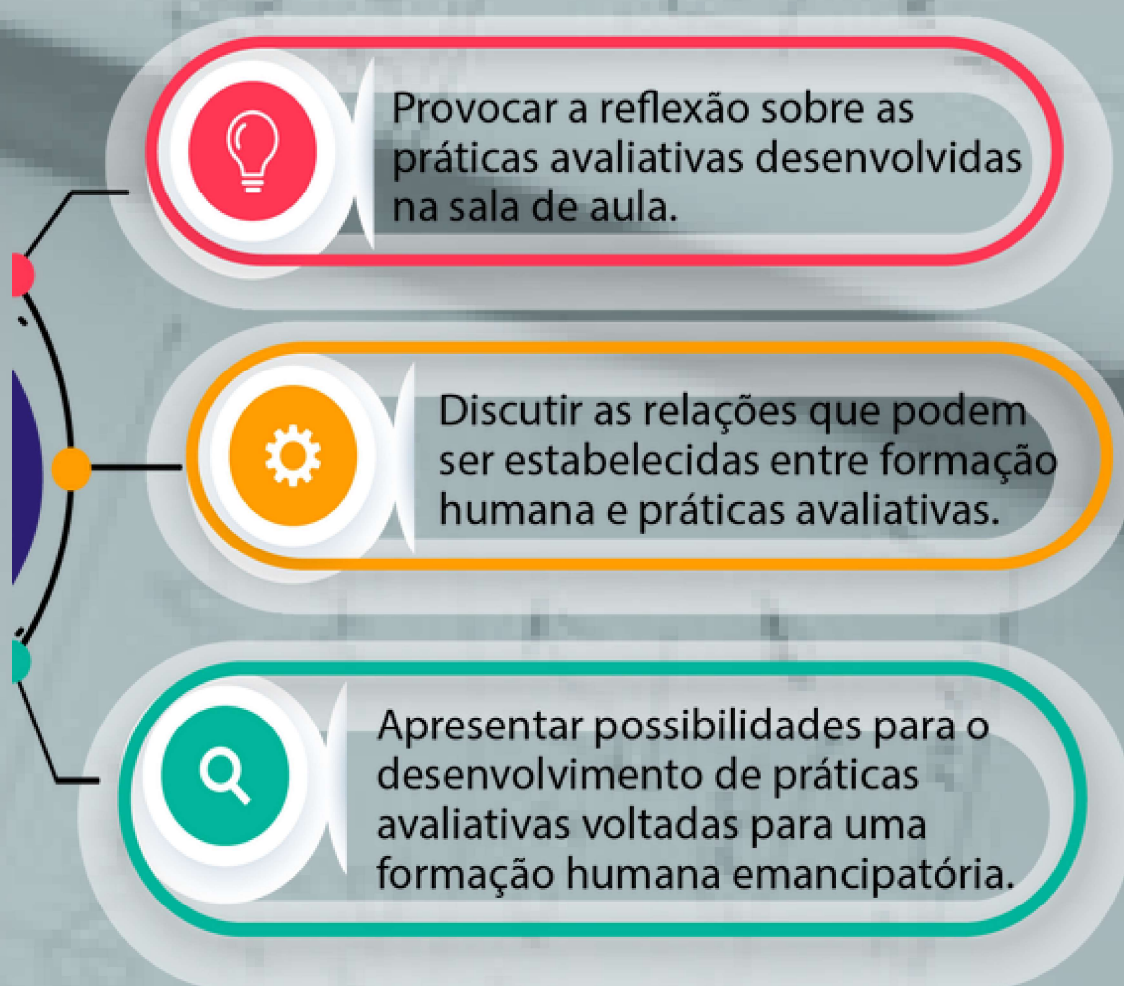 Provocar a reflexão sobre as
práticas avaliativas desenvolvidas
na sala de aula.
Discutir as relações que podem
ser estabelecidas entre formação
humana e práticas avaliativas.
Apresentar possibilidades para o
desenvolvimento de práticas
avaliativas voltadas para uma
formação humana emancipatória.